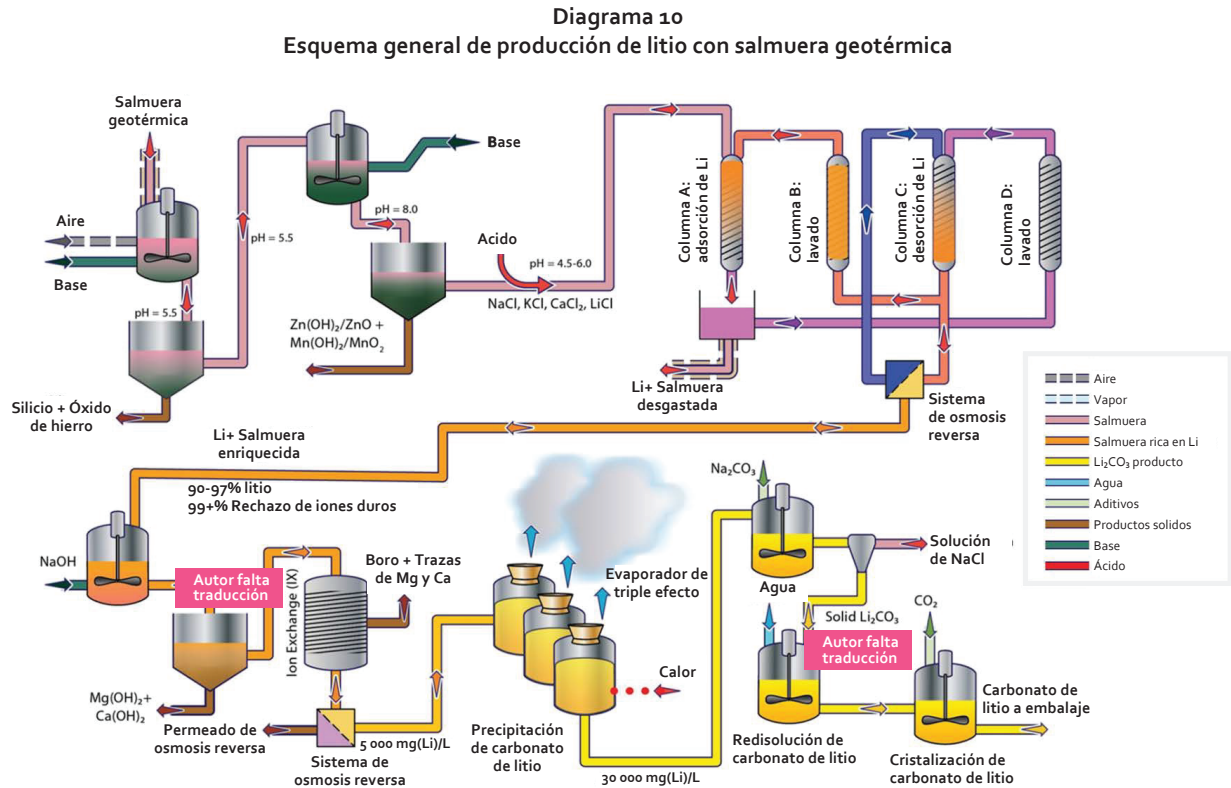 Diagrama 10
Esquema general de producción de litio con salmuera geotérmica
Salmuera
geotérmica
Aire
Base
pH = 5.5
Silicio + Óxido
de hierro
pH = 5.5
Base
pH = 8.0
Zn(OH)₂/ZnO +
Mn(OH)₂/MnO₂
Acido
pH = 4.5-6.0
NaCl, KCl, CaCl₂, LiCl
Columna A:
adsorción de Li
Columna B:
lavado
Columna C:
desorción de Li
Columna D:
lavado
Li+ Salmuera
desgastada
Sistema
de osmosis
reversa
Aire
Vapor
Salmuera
Salmuera rica en Li
Li₂CO₃ producto
Agua
Aditivos
Productos solidos
Base
Ácido
Li+ Salmuera
enriquecida
90-97% litio
99+% Rechazo de iones duros
NaOH
Autor falta
traducción
Mg(OH)₂+
Ca(OH)₂
Ion Exchange (IX)
Boro + Trazas
de Mg y Ca
Permeado de
osmosis reversa
Sistema de
osmosis reversa
5 000 mg(Li)/L
Evaporador de
triple efecto
Calor
Precipitación
de carbonato
de litio
30 000 mg(Li)/L
Na₂CO₃
Solución
de NaCl
Agua
Solid Li₂CO₃
Autor falta
traducción
CO₂
Redisolución de
carbonato de litio
Carbonato de
litio a embalaje
Cristalización de
carbonato de litio